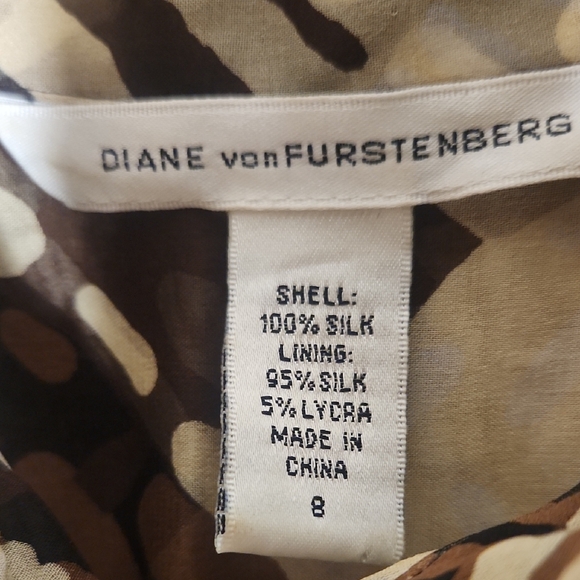 DIANE vonFURSTENBERG
SHELL:
100% SILK
LINING:
95% SILK
5% LYCRA
MADE IN
CHINA
8